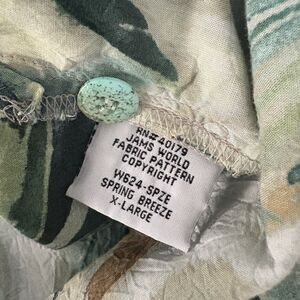 RN#40179
JAMS WORLD
FABRIC PATTERN
COPYRIGHT
W624-SPZE
SPRING BREEZE
X-LARGE